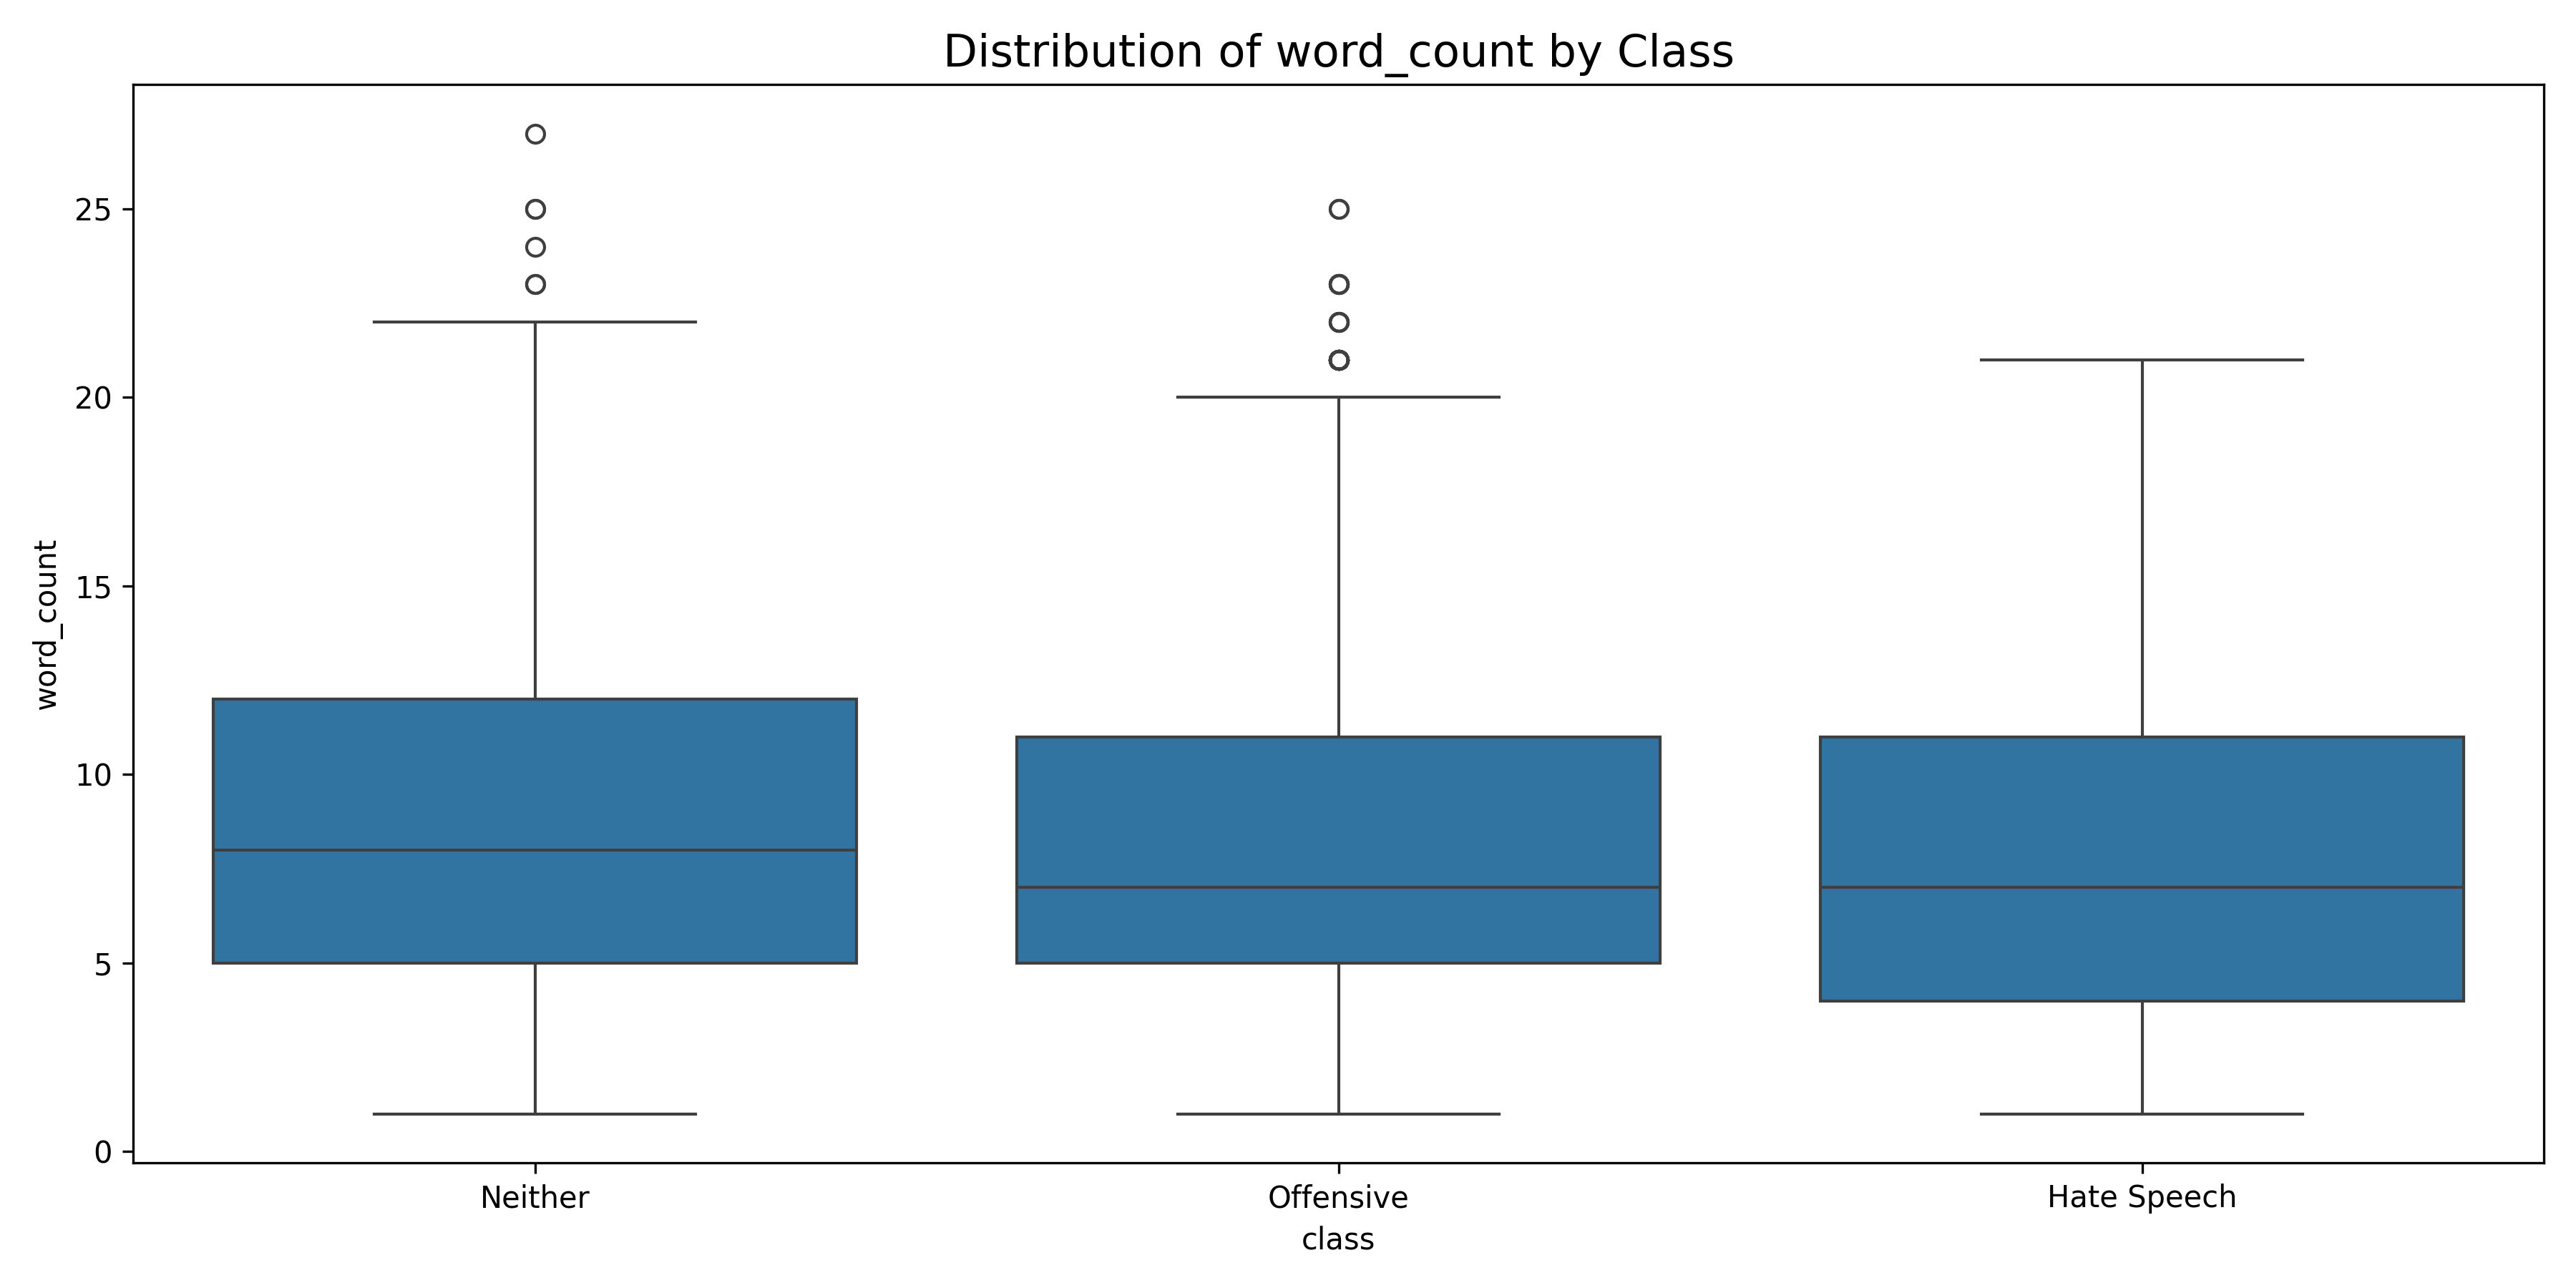 Distribution of word_count by Class
25
20
15
10
5
0
word_count
Neither
Offensive
Hate Speech
class